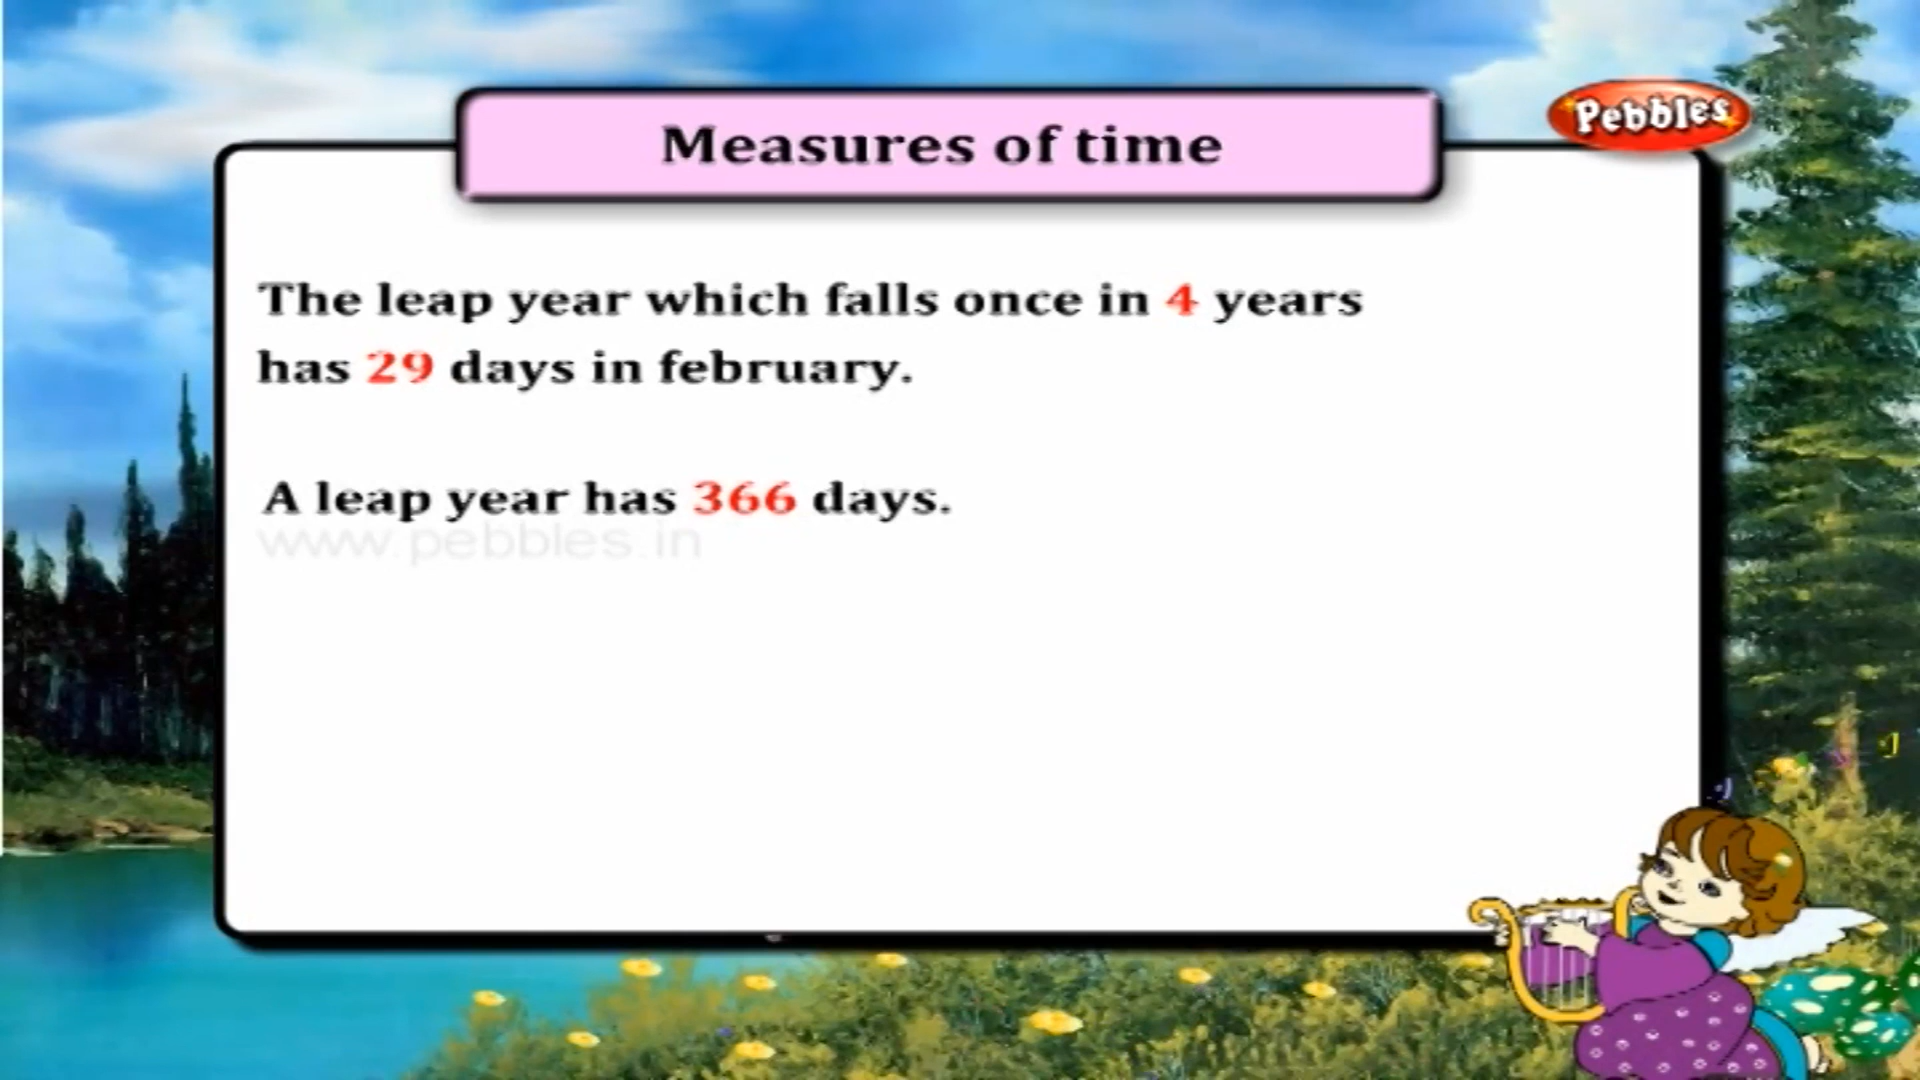 Measures of time
Pebbles
The leap year which falls once in 4 years
has 29 days in february.
A leap year has 366 days.
www.pebbles.in